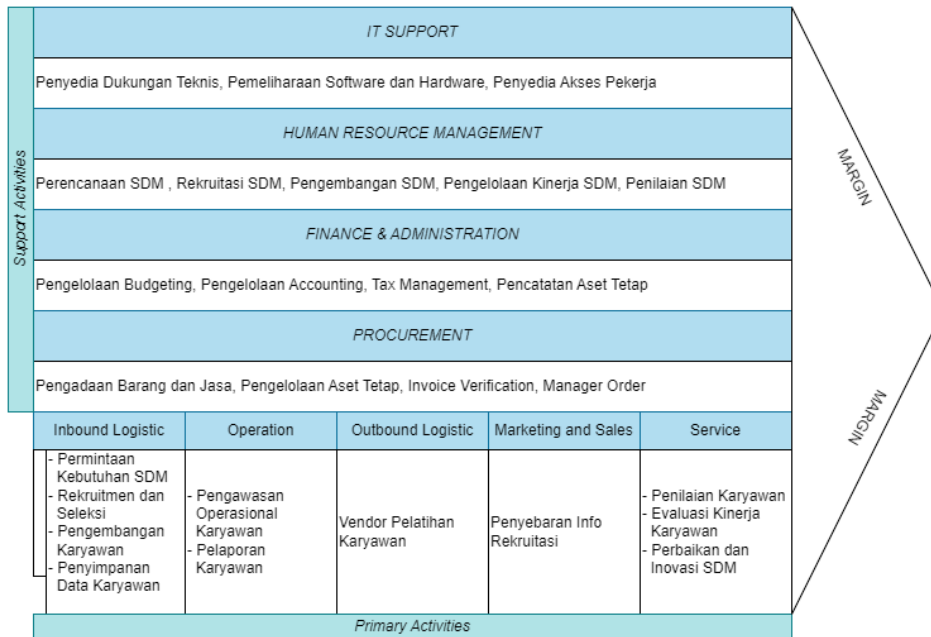 IT SUPPORT
Penyedia Dukungan Teknis, Pemeliharaan Software dan Hardware, Penyedia Akses Pekerja
HUMAN RESOURCE MANAGEMENT
Perencanaan SDM , Rekruitasi SDM, Pengembangan SDM, Pengelolaan Kinerja SDM, Penilaian SDM
FINANCE & ADMINISTRATION
Pengelolaan Budgeting, Pengelolaan Accounting, Tax Management, Pencatatan Aset Tetap
PROCUREMENT
Pengadaan Barang dan Jasa, Pengelolaan Aset Tetap, Invoice Verification, Manager Order
Support Activities
Inbound Logistic
- Permintaan
Kebutuhan SDM
- Rekruitmen dan
Seleksi
- Pengembangan
Karyawan
- Penyimpanan
Data Karyawan
Operation
- Pengawasan
Operasional
Karyawan
- Pelaporan
Karyawan
Outbound Logistic
Vendor Pelatihan
Karyawan
Marketing and Sales
Penyebaran Info
Rekruitasi
Service
- Penilaian Karyawan
- Evaluasi Kinerja
Karyawan
- Perbaikan dan
Inovasi SDM
Primary Activities
MARGIN
MARGIN